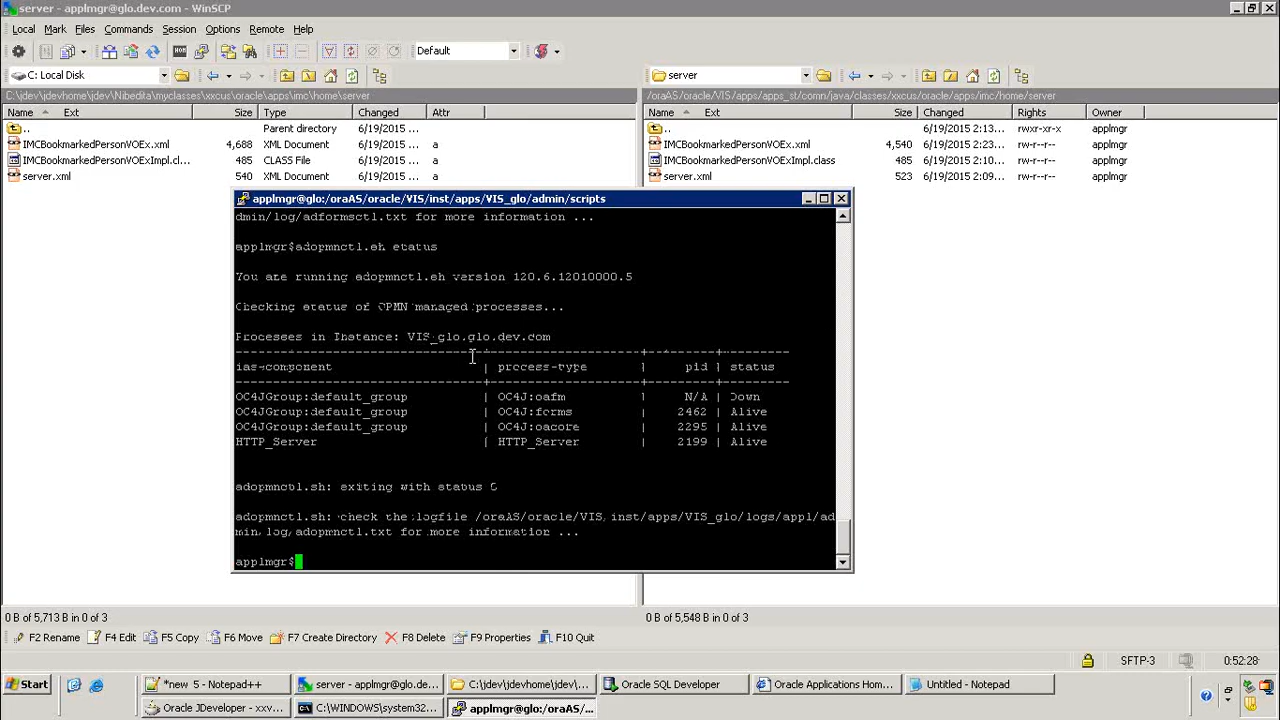 server - applmgr@glo.dev.com - WinSCP
Local Mark Files Commands Session Options Remote Help
Default
C: Local Disk
server
C:\jdev\jdevhome\jdev\Nibedita\myclasses\xxcus\oracle\apps\imc\home\server
/oraAS/oracle/VIS/apps/apps_st/comn/java/classes/xxcus/oracle/apps/imc/home/server
Name Ext Size Type Changed Attr
Name Ext Size Changed Rights Owner
.. Parent directory 6/19/2015 ...
IMCBookmarkedPersonVOEx.xml 4,688 XML Document 6/19/2015 ... a
IMCBookmarkedPersonVOExImpl.cl... 485 CLASS File 6/19/2015 ... a
server.xml 540 XML Document 6/19/2015 ... a
.. 6/19/2015 2:13... rwxr-xr-x applmgr
IMCBookmarkedPersonVOEx.xml 4,540 6/19/2015 2:23... rw-r--r-- applmgr
IMCBookmarkedPersonVOExImpl.class 485 6/19/2015 2:10... rw-r--r-- applmgr
server.xml 523 6/19/2015 2:09... rw-r--r-- applmgr
applmgr@glo:/oraAS/oracle/VIS/inst/apps/VIS_glo/admin/scripts
dmin/log/adformsctl.txt for more information ...
applmgr$adopmnctl.sh status
You are running adopmnctl.sh version 120.6.12010000.5
Checking status of OPMN managed processes...
Processes in Instance: VIS_glo.glo.dev.com
ias-component | process-type | pid | status
OC4JGroup:default_group | OC4J:oafm | N/A | Down
OC4JGroup:default_group | OC4J:forms | 2462 | Alive
OC4JGroup:default_group | OC4J:oacore | 2295 | Alive
HTTP_Server | HTTP_Server | 2199 | Alive
adopmnctl.sh: exiting with status 0
adopmnctl.sh: check the logfile /oraAS/oracle/VIS/inst/apps/VIS_glo/logs/appl/ad
min/log/adopmnctl.txt for more information ...
applmgr$
0 B of 5,713 B in 0 of 3
0 B of 5,548 B in 0 of 3
F2 Rename F4 Edit F5 Copy F6 Move F7 Create Directory F8 Delete F9 Properties F10 Quit
SFTP-3 0:52:28
Start *new 5 - Notepad++ server - applmgr@glo.de... C:\jdev\jdevhome\jdev\... Oracle SQL Developer Oracle Applications Hom... Untitled - Notepad
Oracle JDeveloper - xxv... C:\WINDOWS\system32... applmgr@glo:/oraAS/...